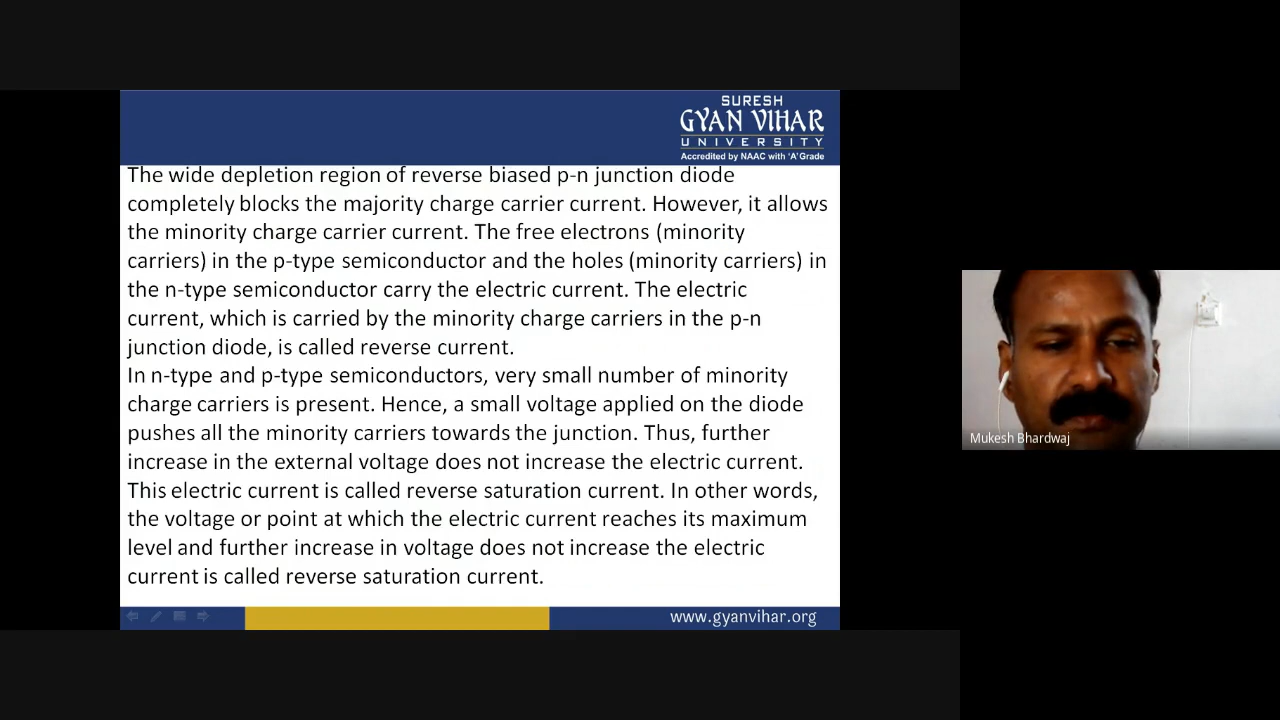 SURESH
GYAN VIHAR
UNIVERSITY
Accredited by NAAC with 'A' Grade
The wide depletion region of reverse biased p-n junction diode
completely blocks the majority charge carrier current. However, it allows
the minority charge carrier current. The free electrons (minority
carriers) in the p-type semiconductor and the holes (minority carriers) in
the n-type semiconductor carry the electric current. The electric
current, which is carried by the minority charge carriers in the p-n
junction diode, is called reverse current.
In n-type and p-type semiconductors, very small number of minority
charge carriers is present. Hence, a small voltage applied on the diode
pushes all the minority carriers towards the junction. Thus, further
increase in the external voltage does not increase the electric current.
This electric current is called reverse saturation current. In other words,
the voltage or point at which the electric current reaches its maximum
level and further increase in voltage does not increase the electric
current is called reverse saturation current.
www.gyanvihar.org
Mukesh Bhardwaj